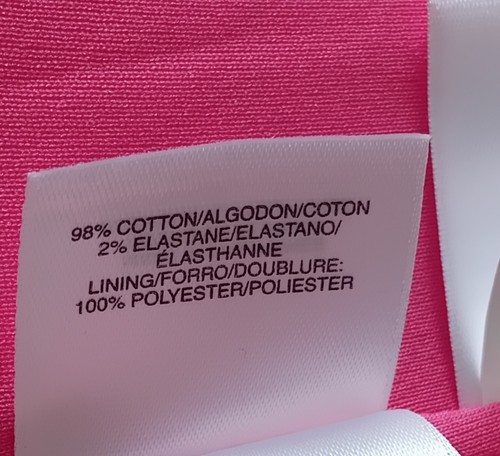 98% COTTON/ALGODON/COTON
2% ELASTANE/ELASTANO/
ÉLASTHANNE
LINING/FORRO/DOUBLURE:
100% POLYESTER/POLIESTER